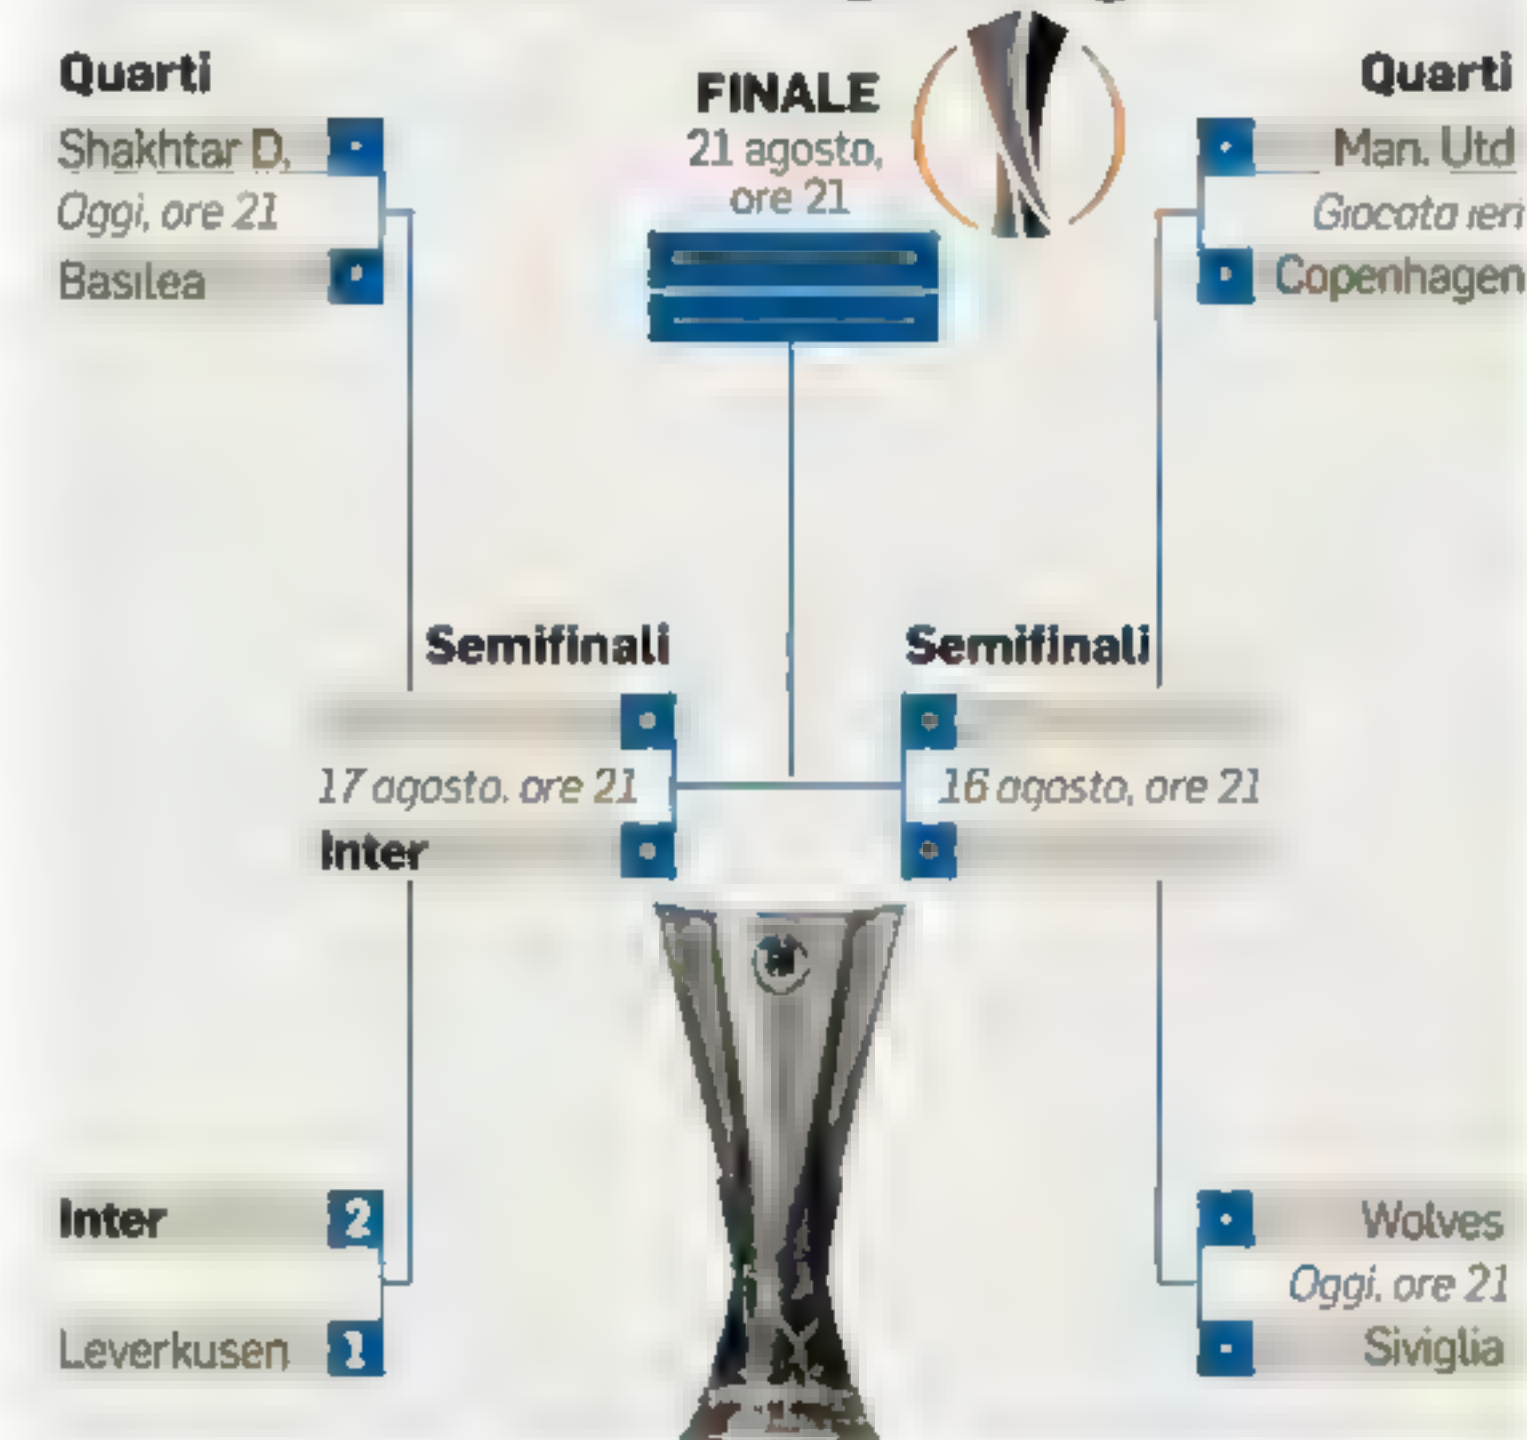 Quarti
Shakhtar D.
Oggi, ore 21
Basilea
FINALE
21 agosto,
ore 21
Quarti
Man. Utd
Giocata ieri
Copenhagen
Semifinali
17 agosto, ore 21
Inter
Semifinali
16 agosto, ore 21
Inter 2
Leverkusen 1
Wolves
Oggi, ore 21
Siviglia